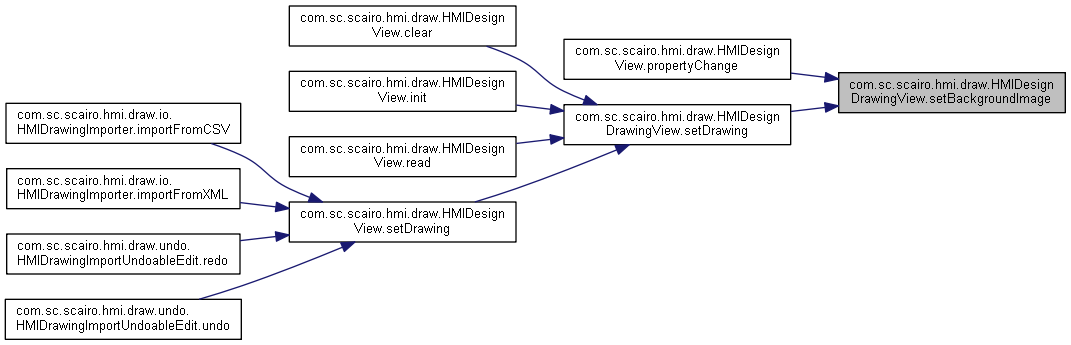 com.sc.scairo.hmi.draw.HMIDesign
View.clear
com.sc.scairo.hmi.draw.HMIDesign
View.propertyChange
com.sc.scairo.hmi.draw.HMIDesign
DrawingView.setBackgroundImage
com.sc.scairo.hmi.draw.HMIDesign
View.init
com.sc.scairo.hmi.draw.HMIDesign
DrawingView.setDrawing
com.sc.scairo.hmi.draw.io.
HMIDrawingImporter.importFromCSV
com.sc.scairo.hmi.draw.HMIDesign
View.read
com.sc.scairo.hmi.draw.io.
HMIDrawingImporter.importFromXML
com.sc.scairo.hmi.draw.HMIDesign
View.setDrawing
com.sc.scairo.hmi.draw.undo.
HMIDrawingImportUndoableEdit.redo
com.sc.scairo.hmi.draw.undo.
HMIDrawingImportUndoableEdit.undo